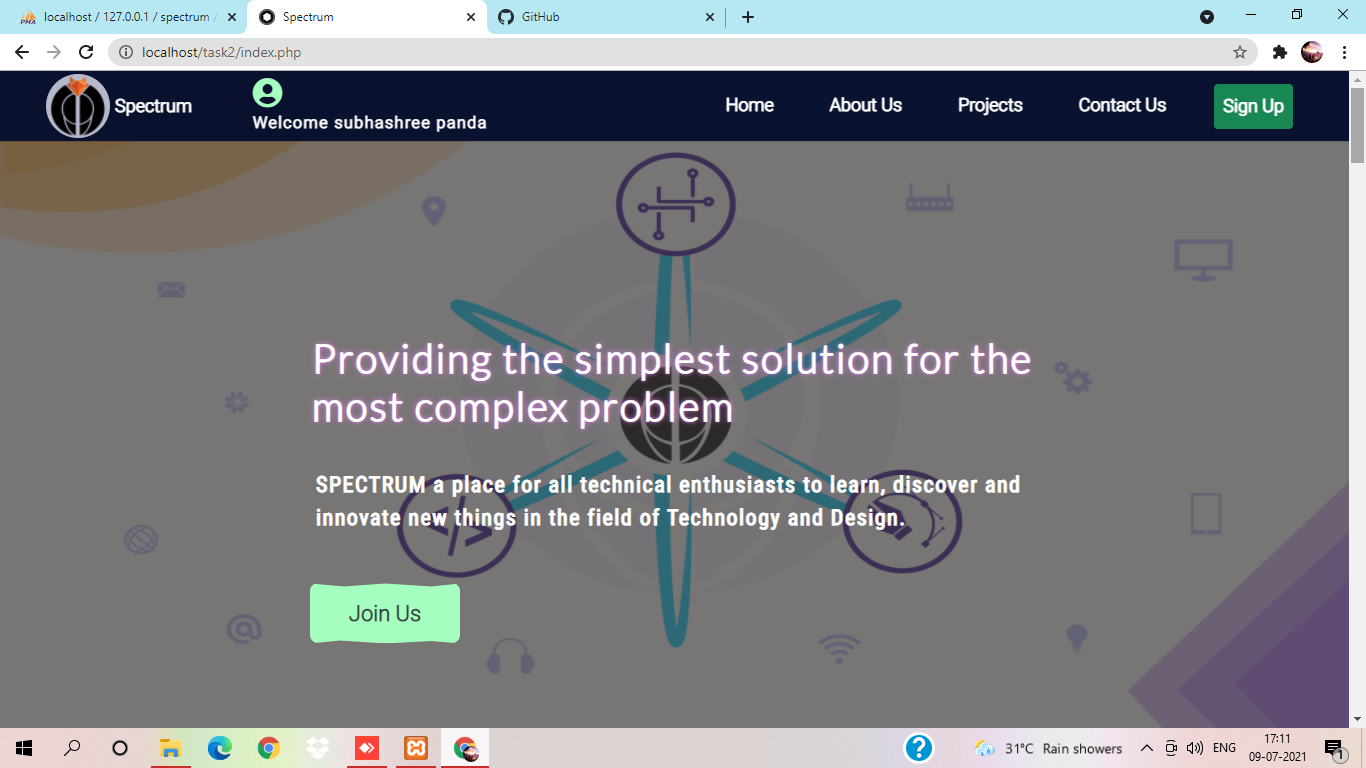 localhost / 127.0.0.1 / spectrum /
Spectrum
GitHub
localhost/task2/index.php
Spectrum
Welcome subhashree panda
Home
About Us
Projects
Contact Us
Sign Up
Providing the simplest solution for the
most complex problem
SPECTRUM a place for all technical enthusiasts to learn, discover and
innovate new things in the field of Technology and Design.
</>
Join Us
@
31°C Rain showers
ENG
17:11
09-07-2021
1